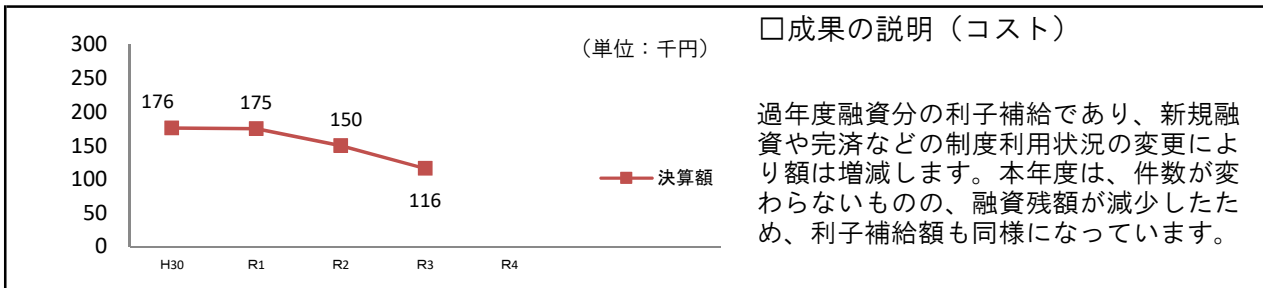 300
250
200
150
100
50
0
(単位：千円)
176
175
150
116
決算額
H30
R1
R2
R3
R4
□成果の説明（コスト）
過年度融資分の利子補給であり、新規融
資や完済などの制度利用状況の変更によ
り額は増減します。本年度は、件数が変
わらないものの、融資残額が減少したた
め、利子補給額も同様になっています。